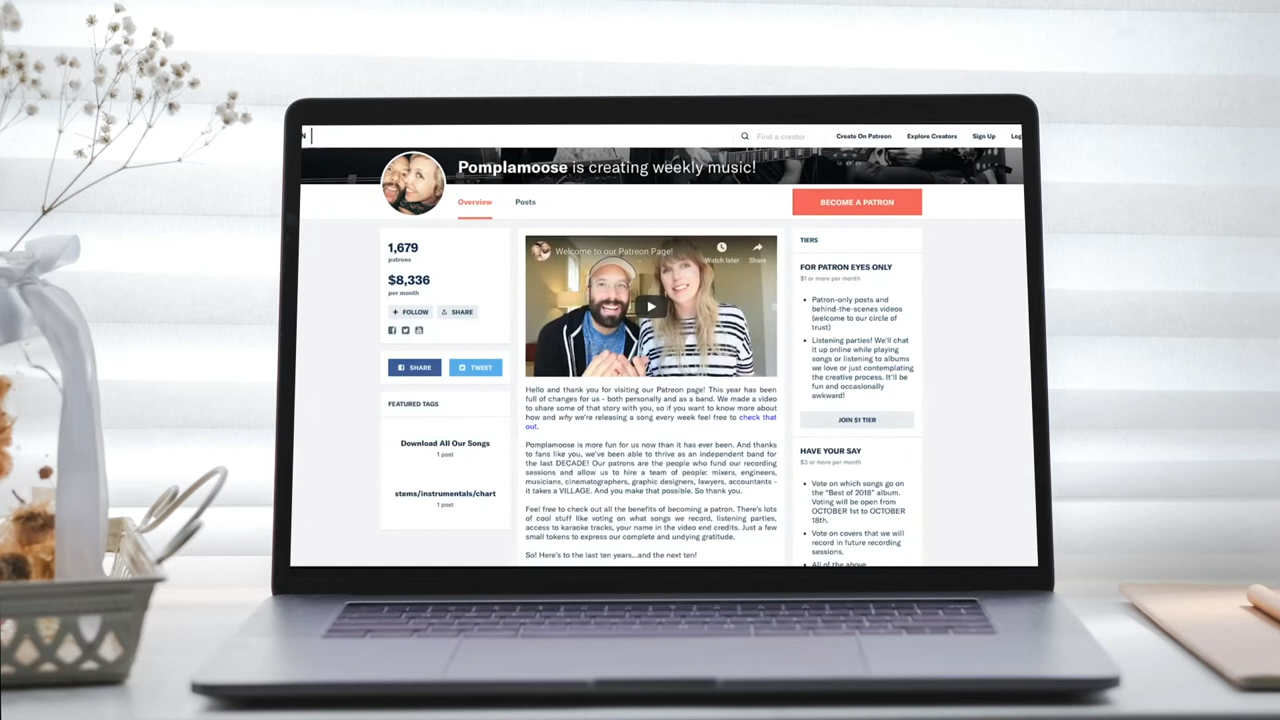 N
Find a creator
Create On Patreon
Explore Creators
Sign Up
Log
Pomplamoose is creating weekly music!
Overview
Posts
BECOME A PATRON
1,679
patrons
$8,336
per month
+ FOLLOW
SHARE
SHARE
TWEET
FEATURED TAGS
Download All Our Songs
1 post
stems/instrumentals/chart
1 post
Welcome to our Patreon Page!
Watch later
Share
Hello and thank you for visiting our Patreon page! This year has been
full of changes for us - both personally and as a band. We made a video
to share some of that story with you, so if you want to know more about
how and why we're releasing a song every week feel free to check that
out.
Pomplamoose is more fun for us now than it has ever been. And thanks
to fans like you, we've been able to thrive as an independent band for
the last DECADE! Our patrons are the people who fund our recording
sessions and allow us to hire a team of people: mixers, engineers,
musicians, cinematographers, graphic designers, lawyers, accountants -
it takes a VILLAGE. And you make that possible. So thank you.
Feel free to check out all the benefits of becoming a patron. There's lots
of cool stuff like voting on what songs we record, listening parties,
access to karaoke tracks, your name in the video end credits. Just a few
small tokens to express our complete and undying gratitude.
So! Here's to the last ten years...and the next ten!
TIERS
FOR PATRON EYES ONLY
$1 or more per month
• Patron-only posts and
behind-the-scenes videos
(welcome to our circle of
trust)
• Listening parties! We'll chat
it up online while playing
songs or listening to albums
we love or just contemplating
the creative process. It'll be
fun and occasionally
awkward!
JOIN $1 TIER
HAVE YOUR SAY
$3 or more per month
• Vote on which songs go on
the "Best of 2018" album.
Voting will be open from
OCTOBER 1st to OCTOBER
18th.
• Vote on covers that we will
record in future recording
sessions.
• All of the above